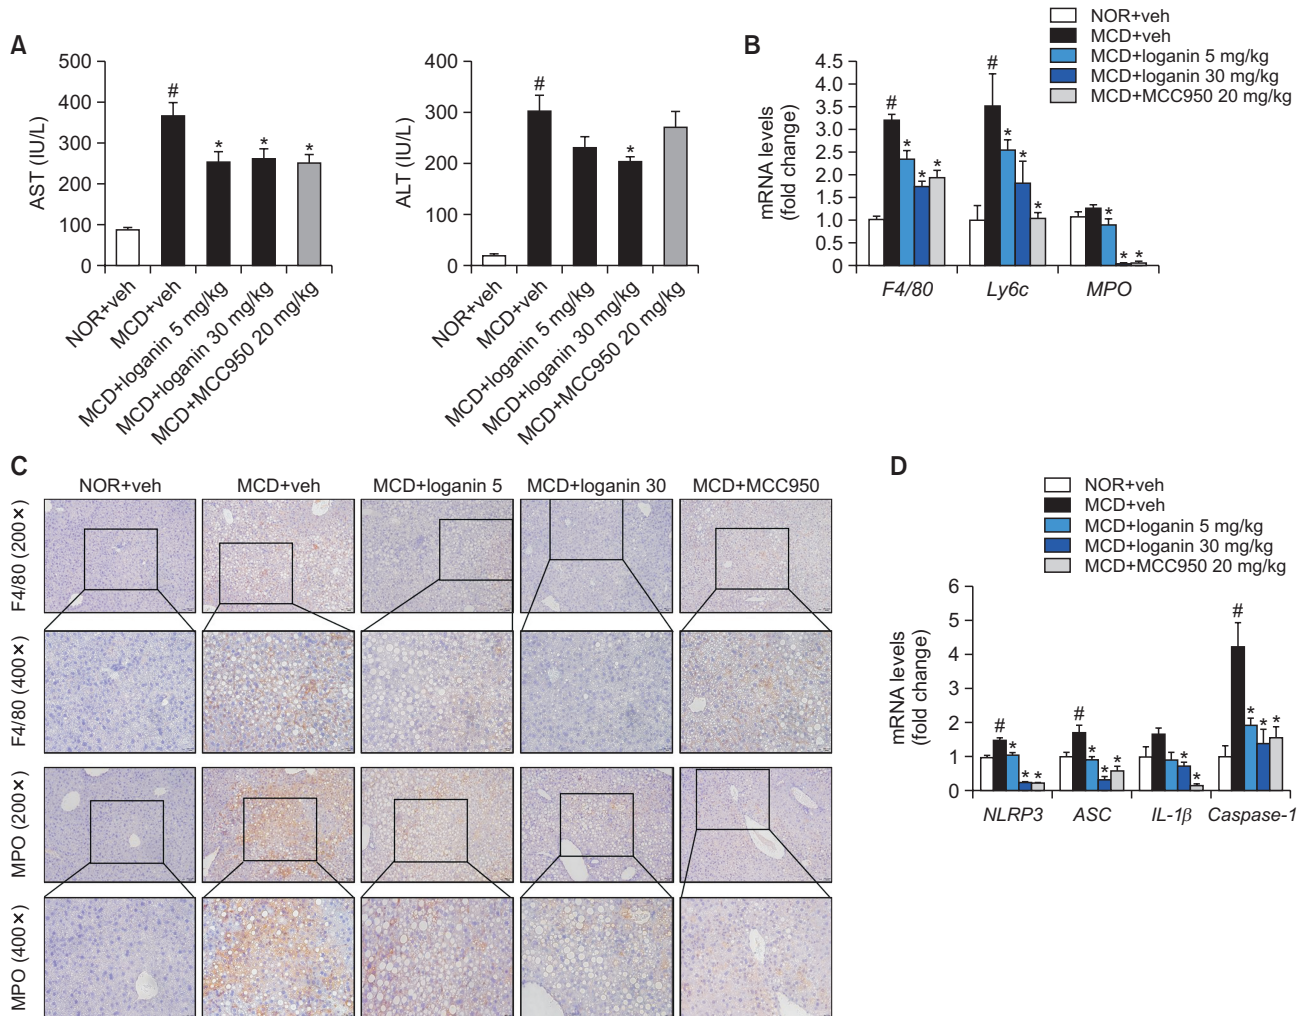 A
500
400
300
200
100
0
AST (IU/L)
#
*
*
*
NOR+veh
MCD+veh
MCD+loganin 5 mg/kg
MCD+loganin 30 mg/kg
MCD+MCC950 20 mg/kg
400
300
200
100
0
ALT (IU/L)
#
*
NOR+veh
MCD+veh
MCD+loganin 5 mg/kg
MCD+loganin 30 mg/kg
MCD+MCC950 20 mg/kg
B
NOR+veh
MCD+veh
MCD+loganin 5 mg/kg
MCD+loganin 30 mg/kg
MCD+MCC950 20 mg/kg
4.5
4.0
3.5
3.0
2.5
2.0
1.5
1.0
0.5
0
mRNA levels
(fold change)
#
*
*
*
#
*
*
*
*
*
*
F4/80
Ly6c
MPO
C
NOR+veh
MCD+veh
MCD+loganin 5
MCD+loganin 30
MCD+MCC950
F4/80 (200×)
F4/80 (400×)
MPO (200×)
MPO (400×)
D
NOR+veh
MCD+veh
MCD+loganin 5 mg/kg
MCD+loganin 30 mg/kg
MCD+MCC950 20 mg/kg
6
5
4
3
2
1
0
mRNA levels
(fold change)
#
*
*
*
#
*
*
*
*
*
#
*
*
*
NLRP3
ASC
IL-1β
Caspase-1